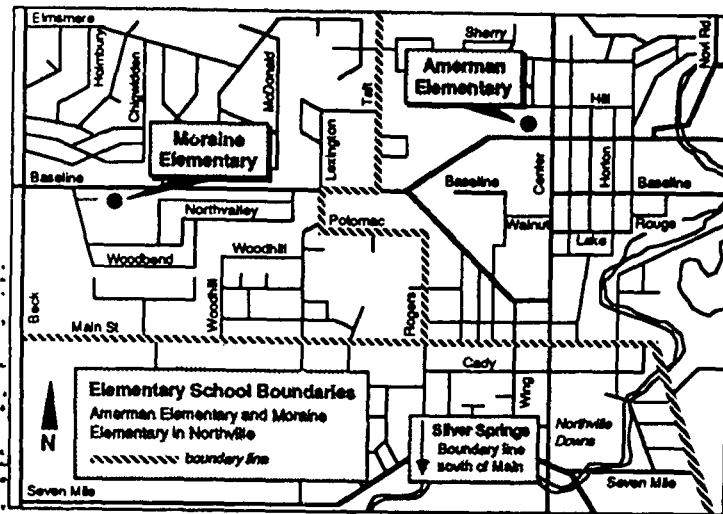 Elmsmere
Holmbury
Chigwidden
McDonald
Taft
Sherry
Novi Rd.
Amerman
Elementary
Hill
Moraine
Elementary
Lexington
Center
Horton
Baseline
Baseline
Baseline
Northvalley
Potomac
Walnut
Rouge
Lake
Woodbend
Woodhill
Woodhill
Beck
Rogers
Main St
Cady
Wing
Elementary School Boundaries
Amerman Elementary and Moraine
Elementary in Northville
boundary line
N
Silver Springs
Boundary line
south of Main
Northville
Downs
Seven Mile
Seven Mile